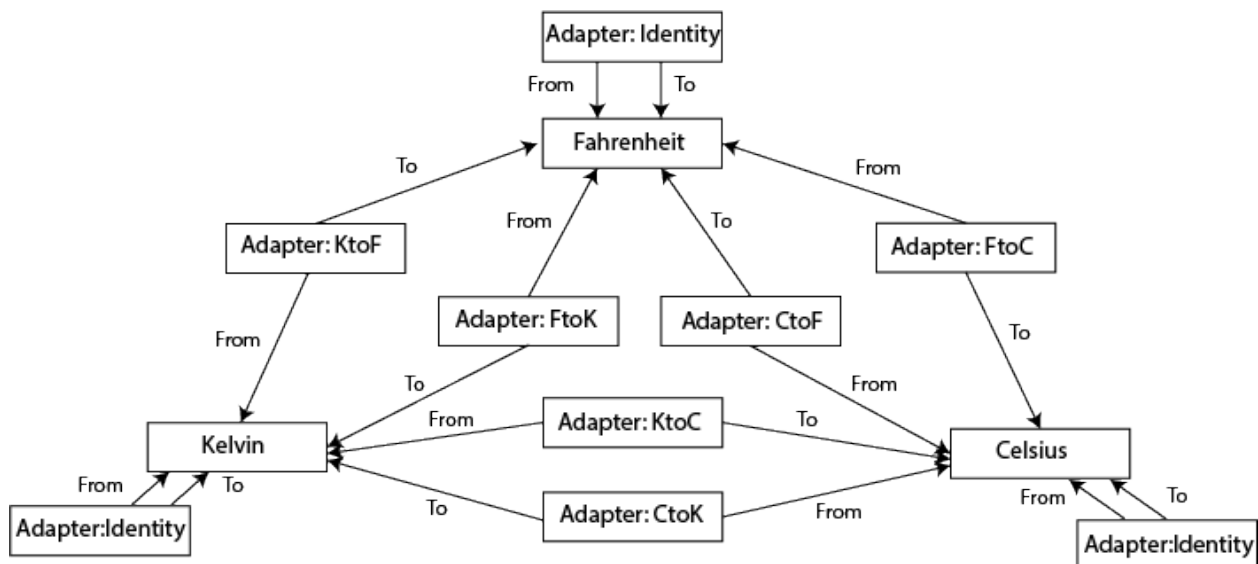 Adapter: Identity
From
To
Fahrenheit
To
From
From
To
Adapter: KtoF
Adapter: FtoC
Adapter: FtoK
Adapter: CtoF
From
To
To
From
From
Adapter: KtoC
To
Kelvin
Celsius
From
To
To
Adapter: CtoK
From
From
To
Adapter:Identity
Adapter:Identity